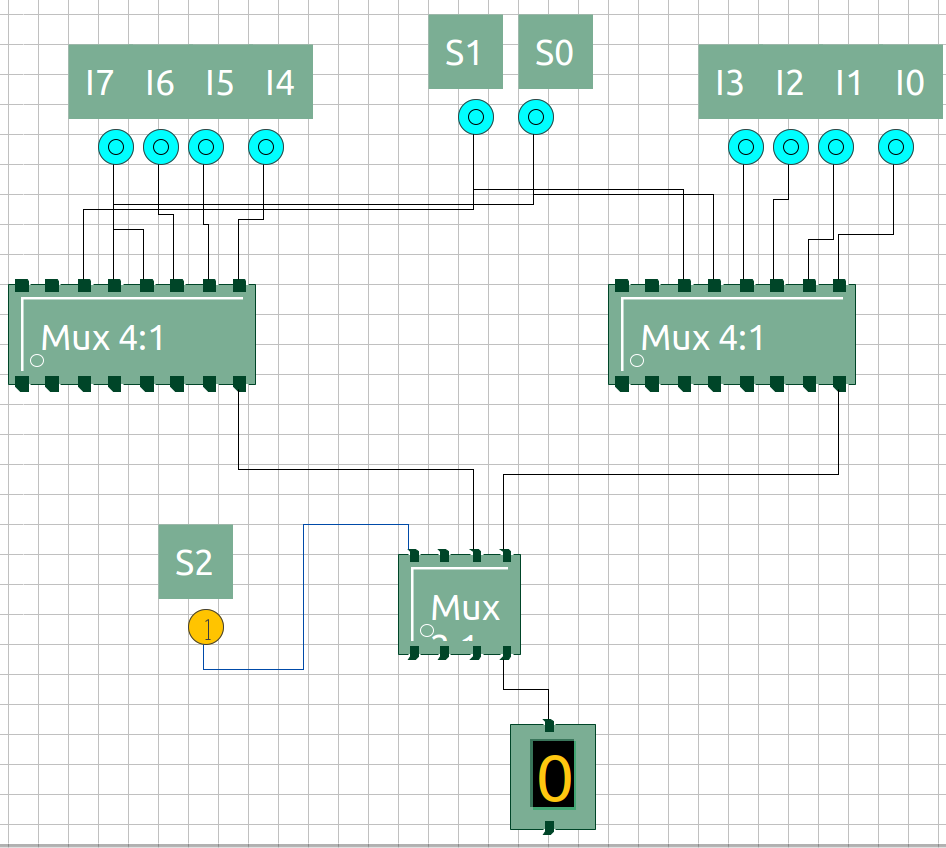 S1 S0
I7 I6 I5 I4
I3 I2 I1 I0
Mux 4:1
Mux 4:1
S2
1
Mux
0